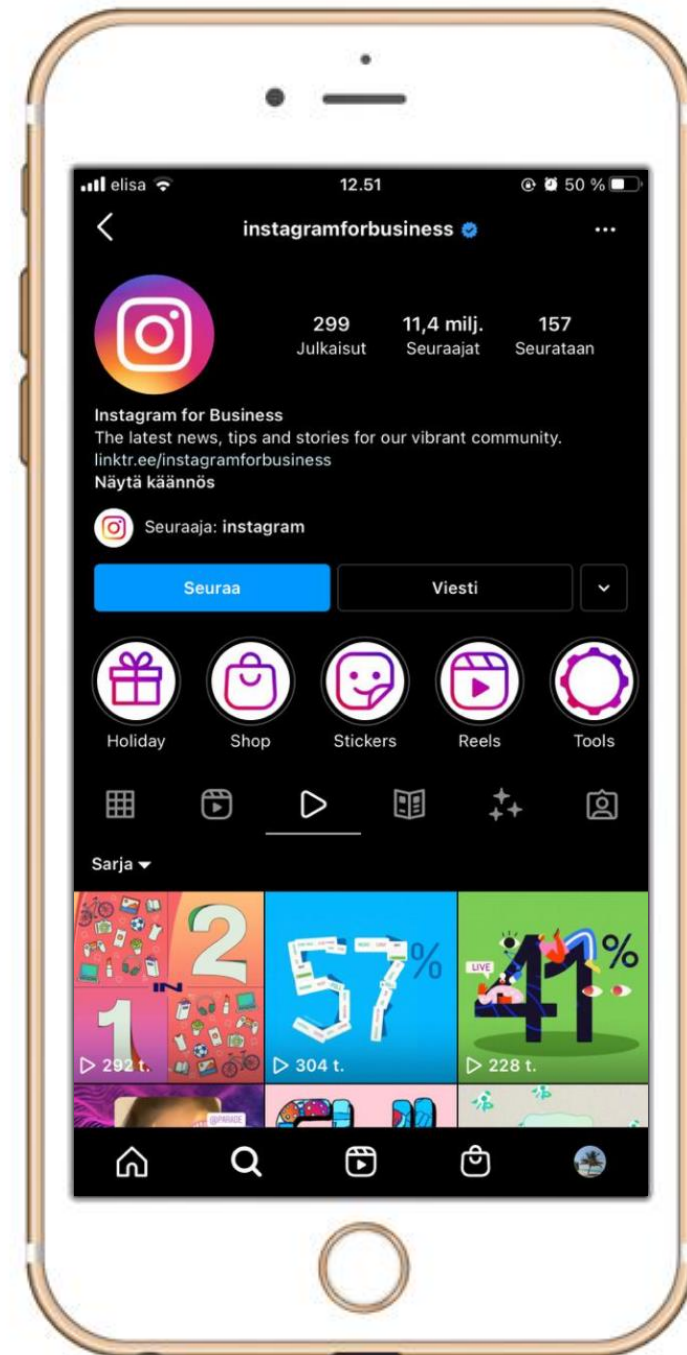 elisa 12.51 50 %
instagramforbusiness
299 11,4 milj. 157
Julkaisut Seuraajat Seurataan
Instagram for Business
The latest news, tips and stories for our vibrant community.
linktr.ee/instagramforbusiness
Näytä käännös
Seuraaja: instagram
Seuraa Viesti
Holiday Shop Stickers Reels Tools
Sarja
1 IN 2
57%
LIVE 41%
292 t. 304 t. 228 t.
@PARADE